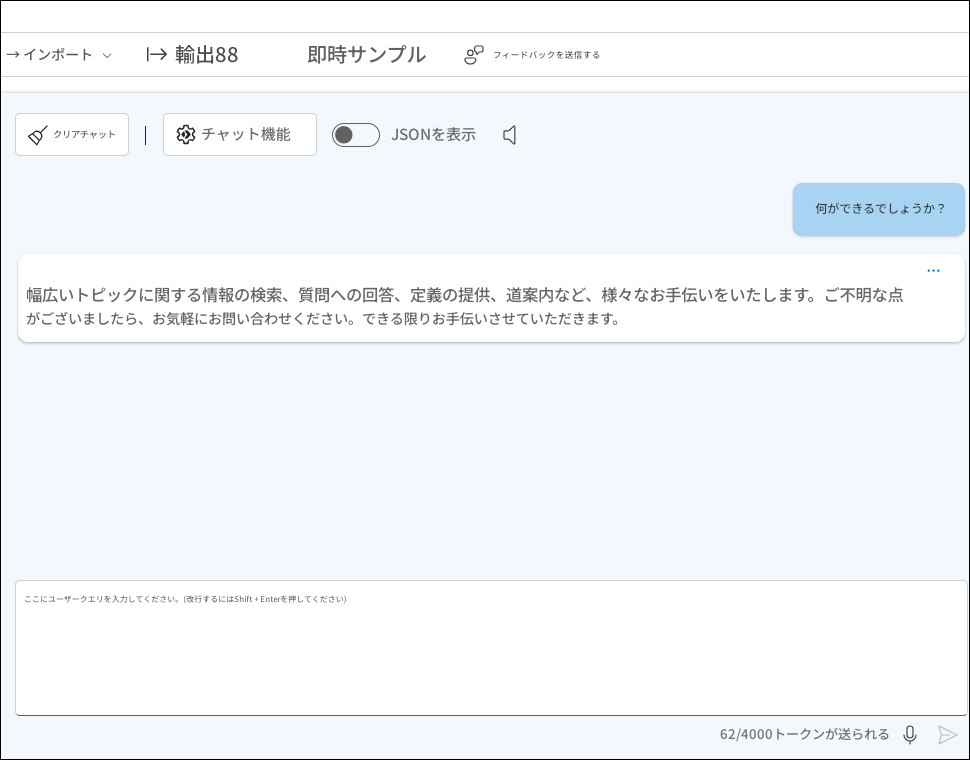 インポート
輸出88
即時サンプル
フィードバックを送信する
クリアチャット
チャット機能
JSONを表示
何ができるでしょうか？
幅広いトピックに関する情報の検索、質問への回答、定義の提供、道案内など、様々なお手伝いをいたします。ご不明な点
がございましたら、お気軽にお問い合わせください。できる限りお手伝いさせていただきます。
ここにユーザークエリを入力してください。(改行するにはShift + Enterを押してください)
62/4000トークンが送られる